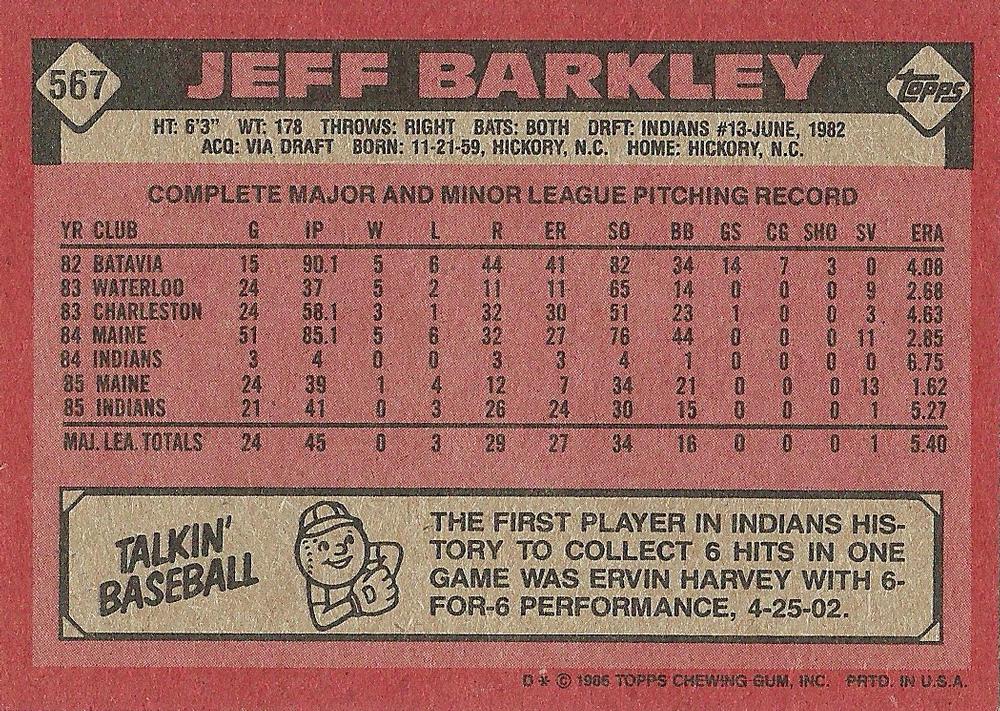 567 JEFF BARKLEY TOPPS
HT: 6'3" WT: 178 THROWS: RIGHT BATS: BOTH DRFT: INDIANS #13-JUNE, 1982
ACQ: VIA DRAFT BORN: 11-21-59, HICKORY, N.C. HOME: HICKORY, N.C.
COMPLETE MAJOR AND MINOR LEAGUE PITCHING RECORD
YR CLUB G IP W L R ER SO BB GS CG SHO SV ERA
82 BATAVIA 15 90.1 5 6 44 41 82 34 14 7 3 0 4.08
83 WATERLOO 24 37 5 2 11 11 65 14 0 0 0 9 2.68
83 CHARLESTON 24 58.1 3 1 32 30 51 23 1 0 0 3 4.63
84 MAINE 51 85.1 5 6 32 27 76 44 0 0 0 11 2.85
84 INDIANS 3 4 0 0 3 3 4 1 0 0 0 0 6.75
85 MAINE 24 39 1 4 12 7 34 21 0 0 0 13 1.62
85 INDIANS 21 41 0 3 26 24 30 15 0 0 0 1 5.27
MAJ. LEA. TOTALS 24 45 0 3 29 27 34 16 0 0 0 1 5.40
TALKIN'
BASEBALL
THE FIRST PLAYER IN INDIANS HIS-
TORY TO COLLECT 6 HITS IN ONE
GAME WAS ERVIN HARVEY WITH 6-
FOR-6 PERFORMANCE, 4-25-02.
D * © 1986 TOPPS CHEWING GUM, INC. PRTD. IN U.S.A.